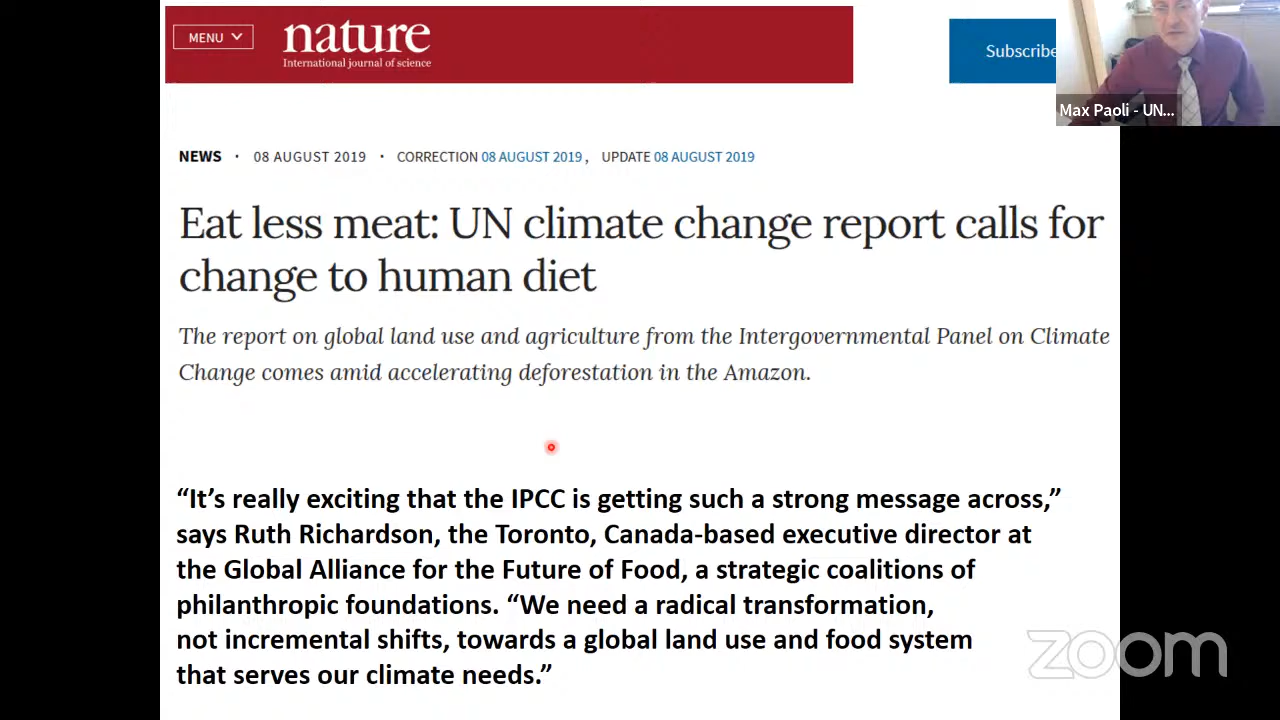 MENU
nature
International journal of science
Subscribe
Max Paoli - UN...
NEWS · 08 AUGUST 2019 · CORRECTION 08 AUGUST 2019 , UPDATE 08 AUGUST 2019
Eat less meat: UN climate change report calls for
change to human diet
The report on global land use and agriculture from the Intergovernmental Panel on Climate
Change comes amid accelerating deforestation in the Amazon.
“It’s really exciting that the IPCC is getting such a strong message across,”
says Ruth Richardson, the Toronto, Canada-based executive director at
the Global Alliance for the Future of Food, a strategic coalitions of
philanthropic foundations. “We need a radical transformation,
not incremental shifts, towards a global land use and food system
that serves our climate needs.”
zoom